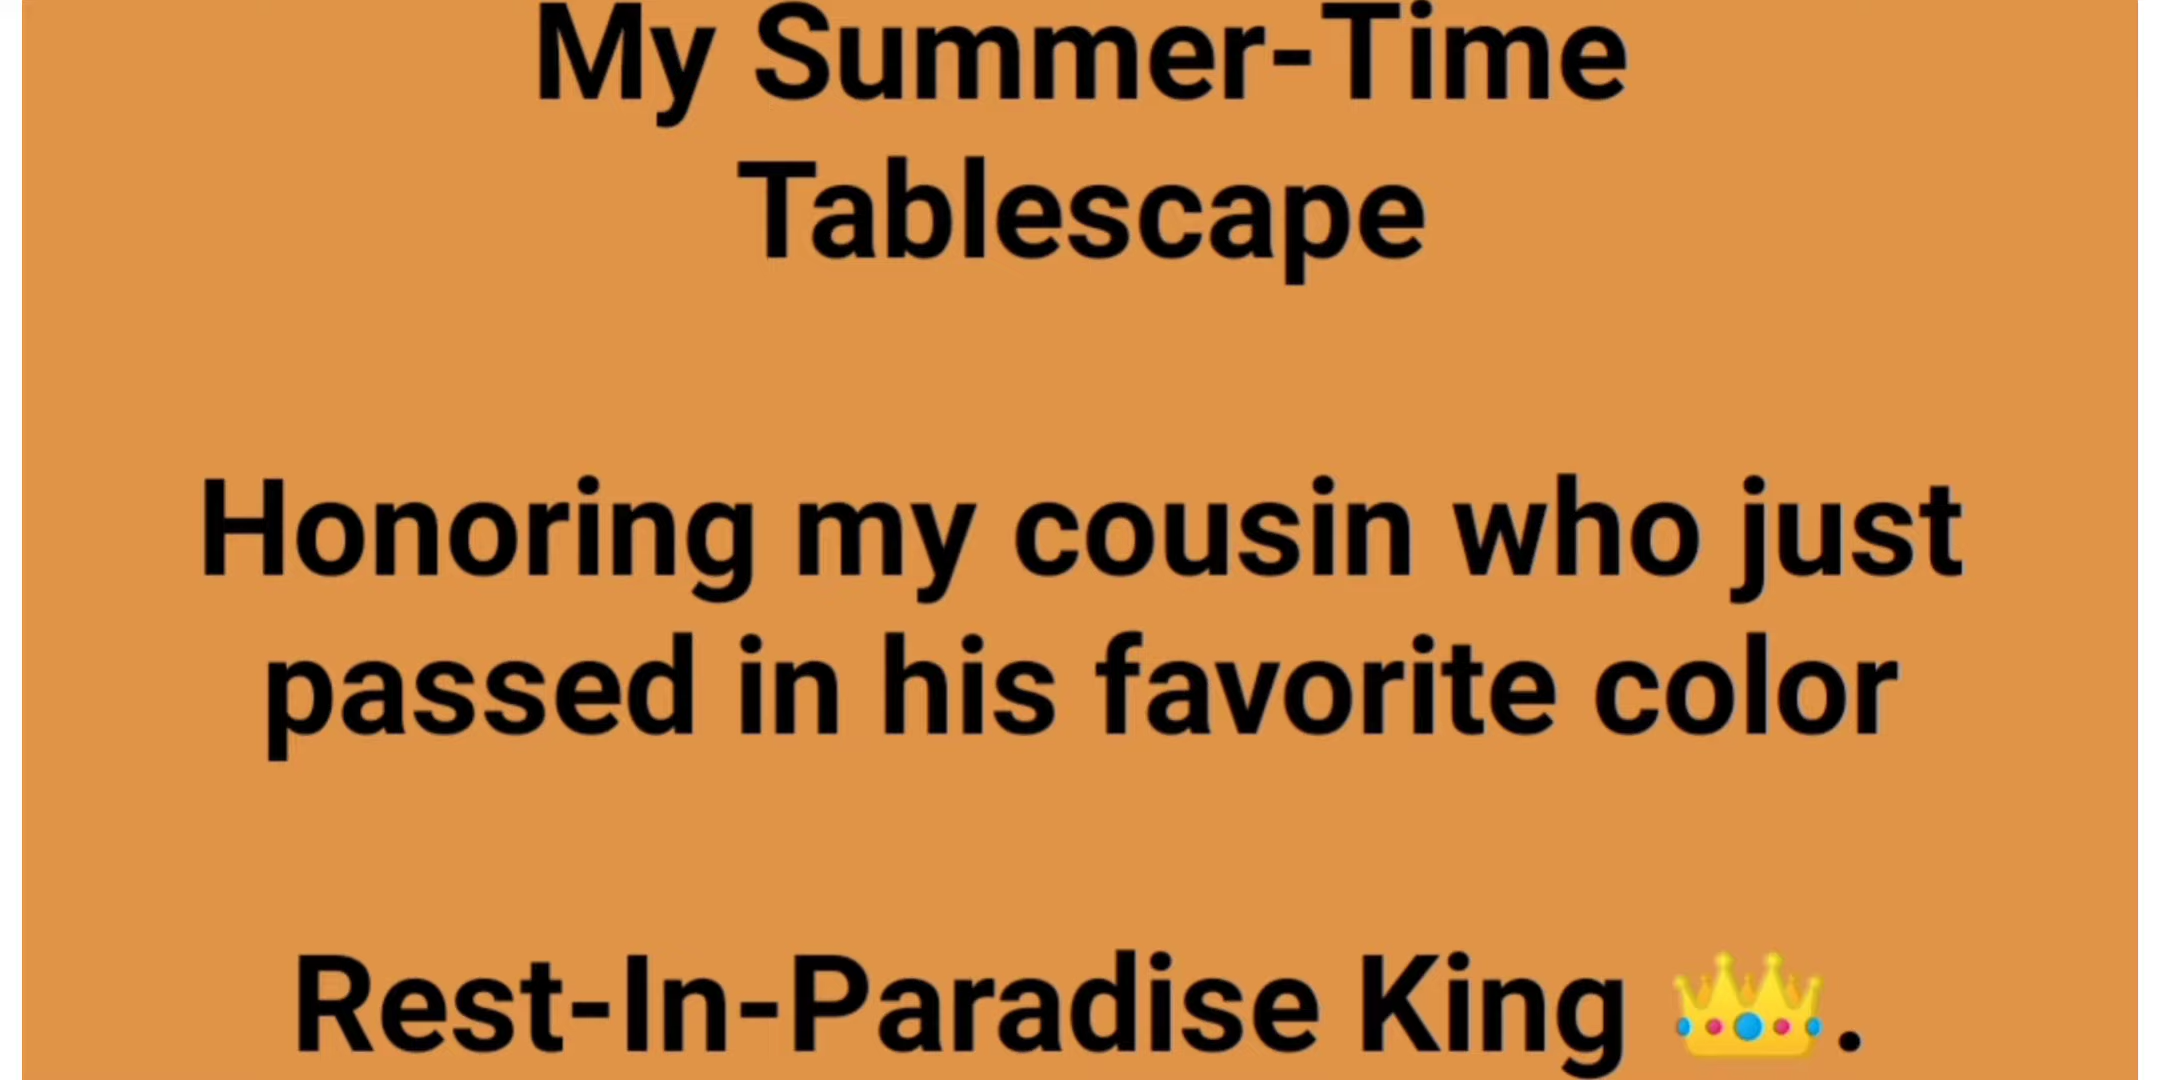 My Summer-Time
Tablescape
Honoring my cousin who just
passed in his favorite color
Rest-In-Paradise King 👑.